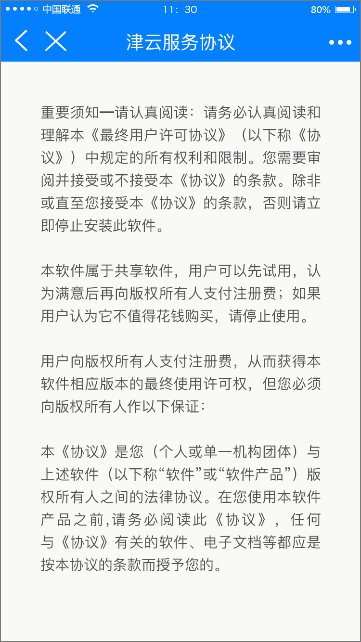 中国联通 11：30 80%
津云服务协议
重要须知—请认真阅读：请务必认真阅读和
理解本《最终用户许可协议》（以下称《协
议》）中规定的所有权利和限制。您需要审
阅并接受或不接受本《协议》的条款。除非
或直至您接受本《协议》的条款，否则请立
即停止安装此软件。
本软件属于共享软件，用户可以先试用，认
为满意后再向版权所有人支付注册费；如果
用户认为它不值得花钱购买，请停止使用。
用户向版权所有人支付注册费，从而获得本
软件相应版本的最终使用许可权，但您必须
向版权所有人作以下保证：
本《协议》是您（个人或单一机构团体）与
上述软件（以下称“软件”或“软件产品”）版
权所有人之间的法律协议。在您使用本软件
产品之前,请务必阅读此《协议》，任何
与《协议》有关的软件、电子文档等都应是
按本协议的条款而授予您的。